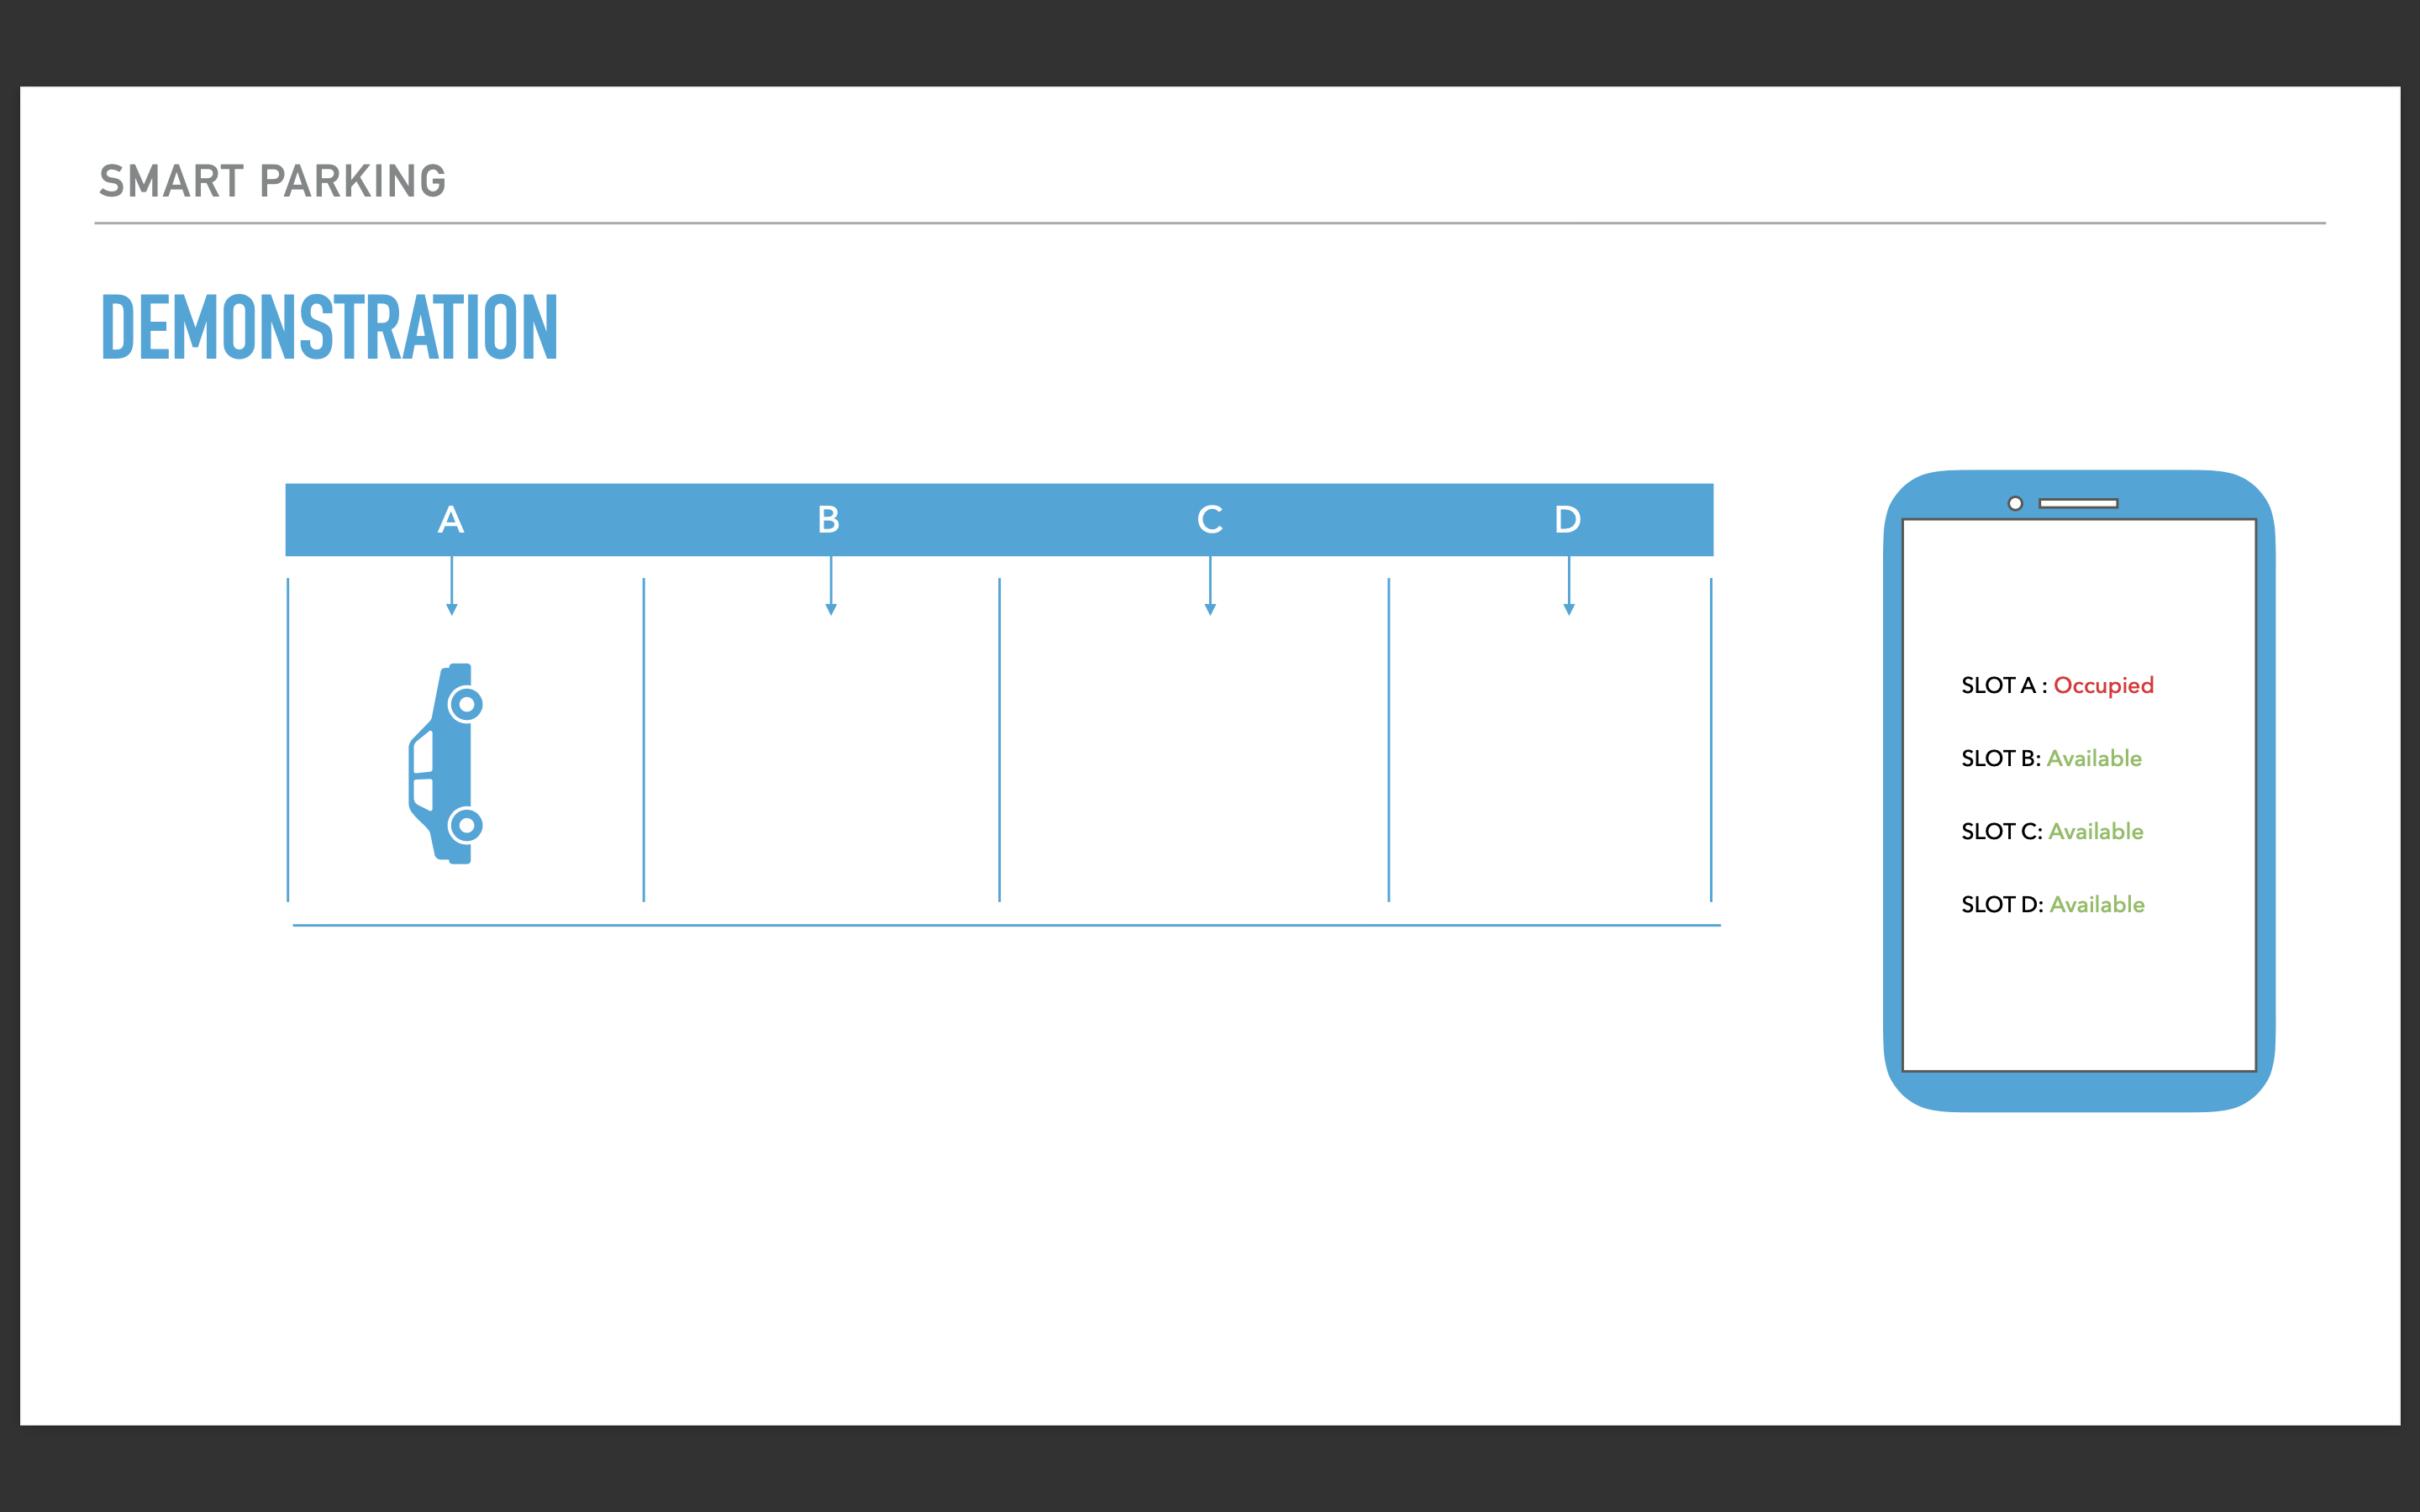 SMART PARKING
DEMONSTRATION
A B C D
SLOT A : Occupied
SLOT B: Available
SLOT C: Available
SLOT D: Available